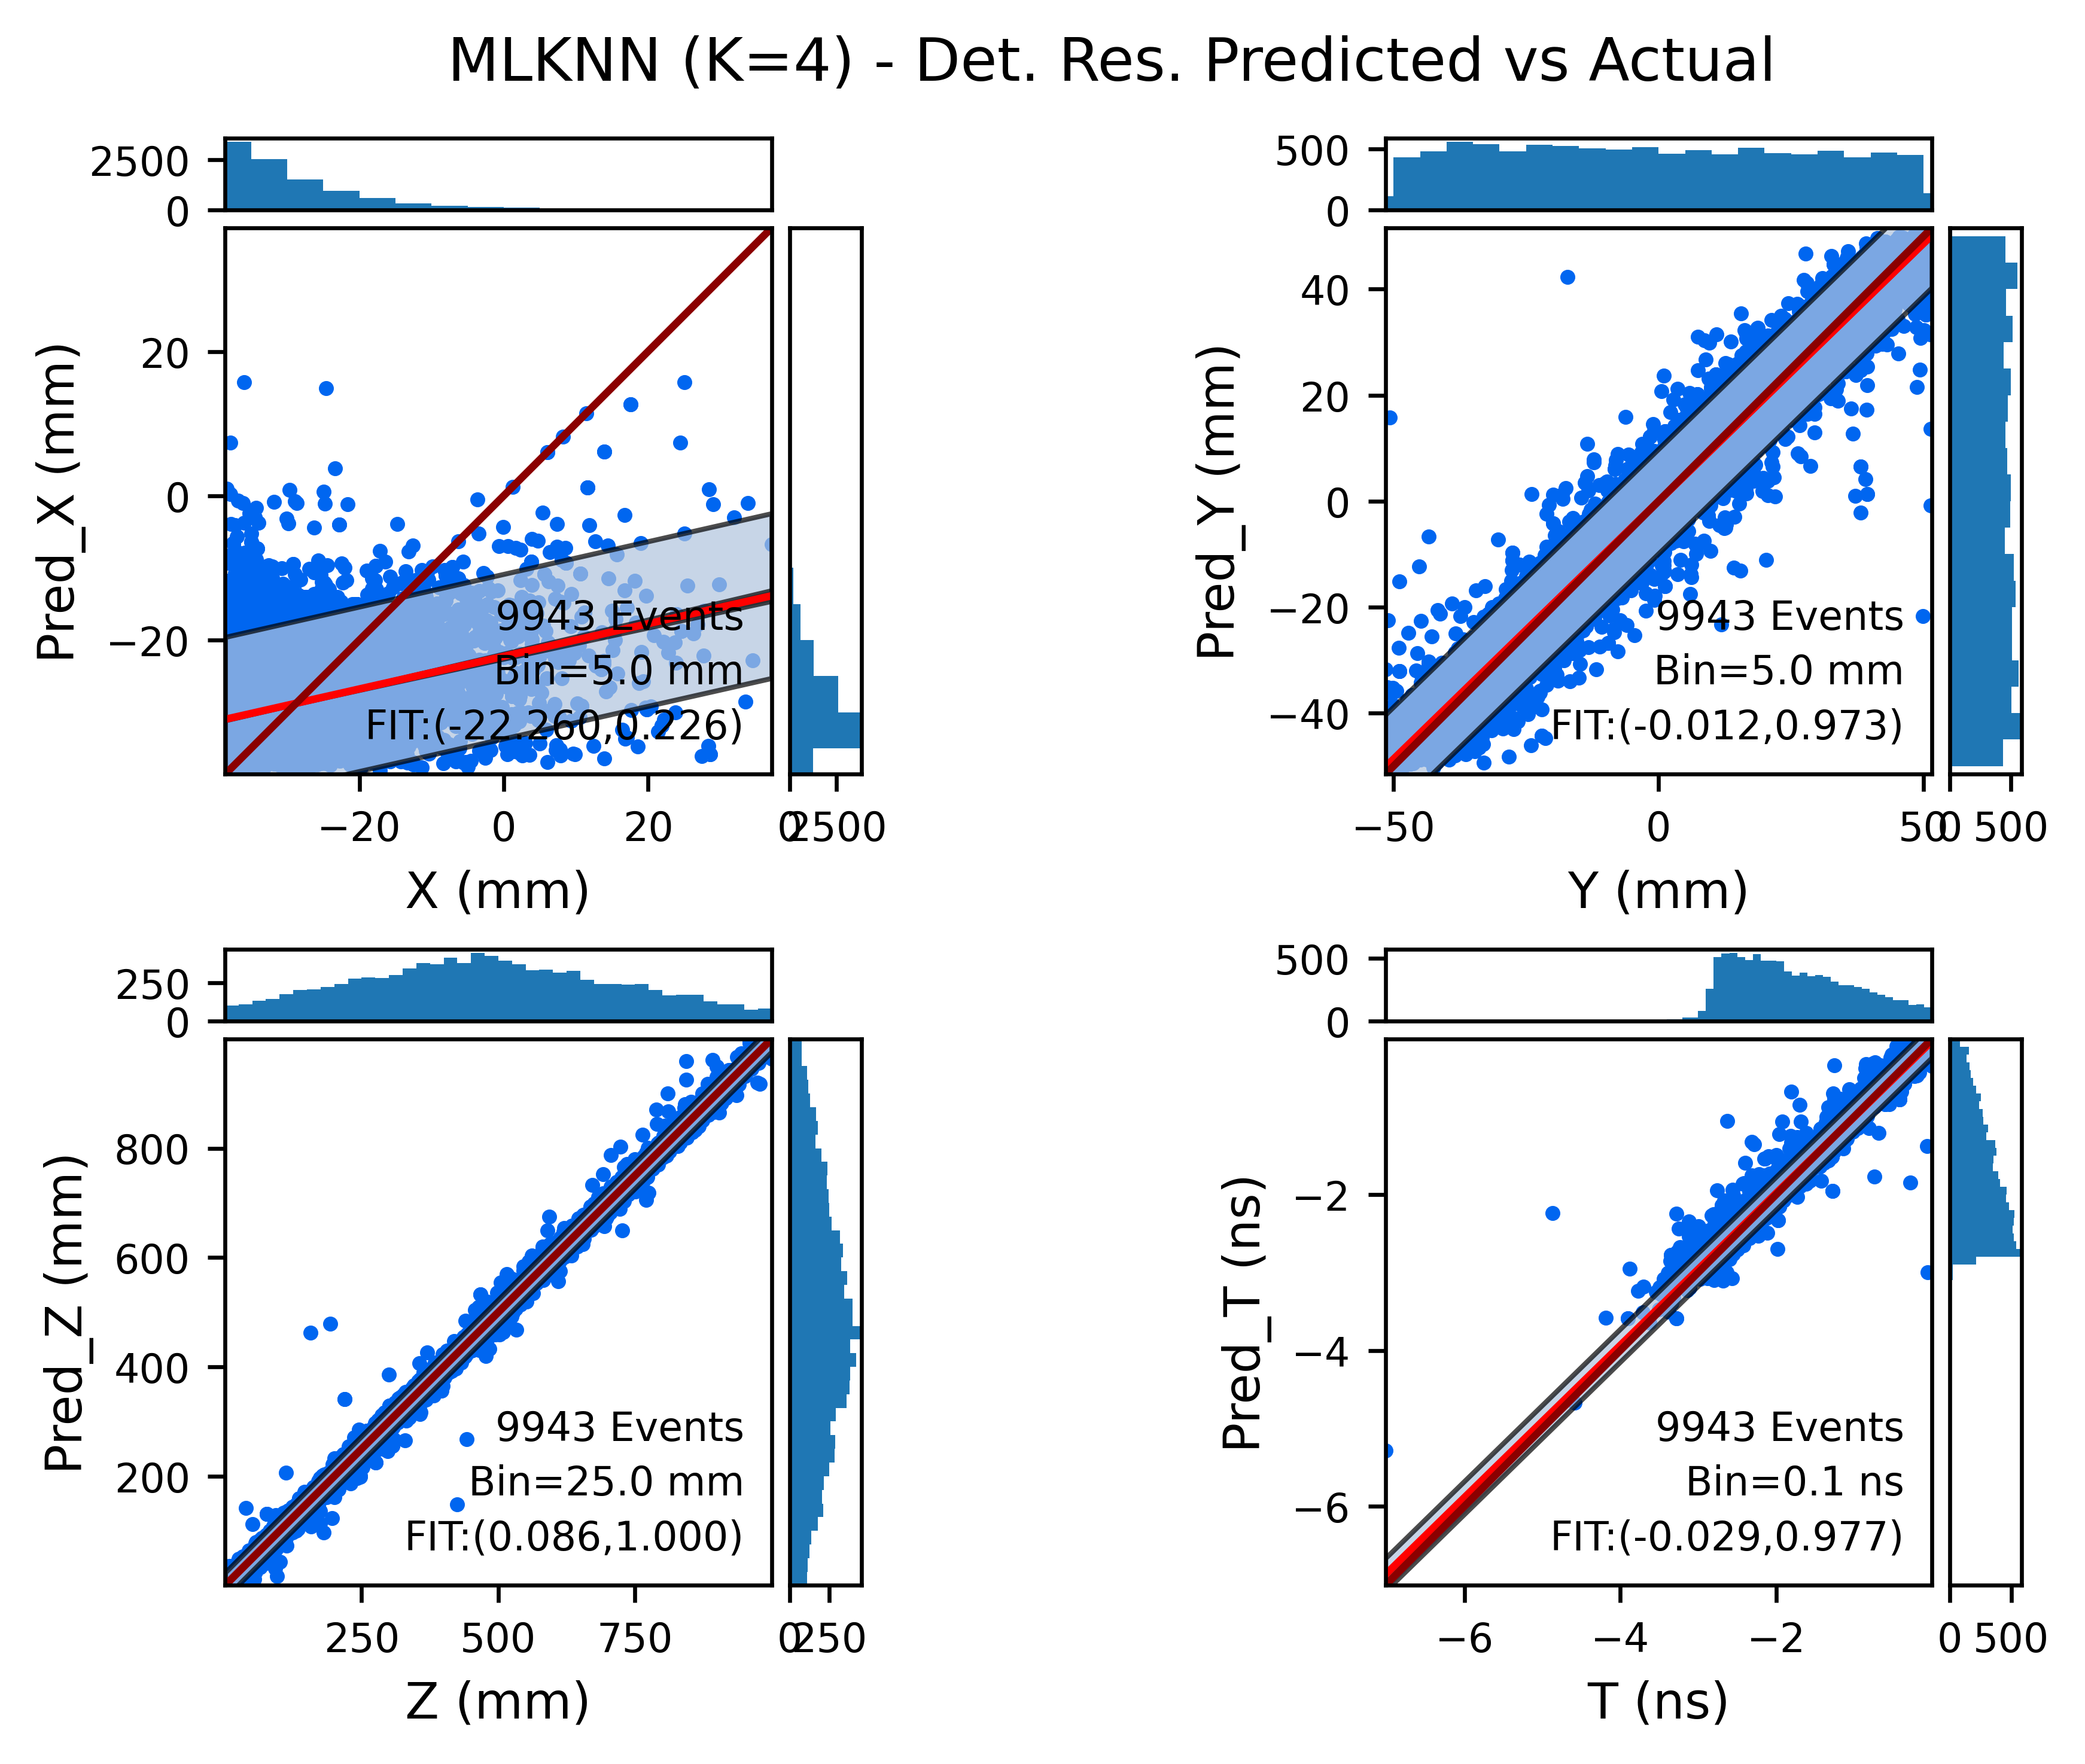 MLKNN (K=4) - Det. Res. Predicted vs Actual
2500
0
20
0
−20
Pred_X (mm)
9943 Events
Bin=5.0 mm
FIT:(-22.260,0.226)
−20 0 20 0 2500
X (mm)
500
0
40
20
0
−20
−40
Pred_Y (mm)
9943 Events
Bin=5.0 mm
FIT:(-0.012,0.973)
−50 0 50 0 500
Y (mm)
250
0
800
600
400
200
Pred_Z (mm)
9943 Events
Bin=25.0 mm
FIT:(0.086,1.000)
250 500 750 0 250
Z (mm)
500
0
−2
−4
−6
Pred_T (ns)
9943 Events
Bin=0.1 ns
FIT:(-0.029,0.977)
−6 −4 −2 0 500
T (ns)